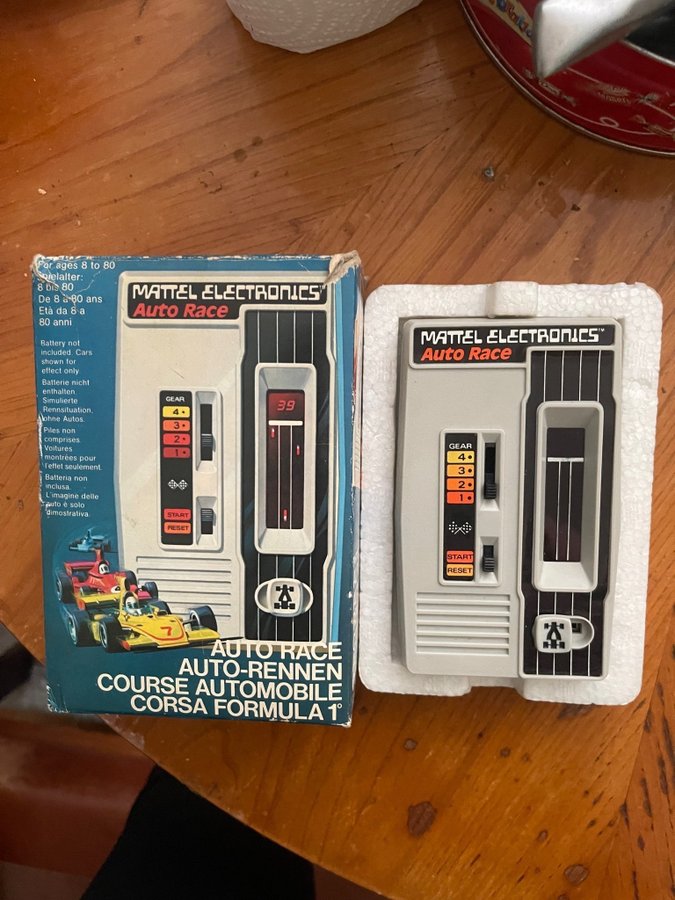 For ages 8 to 80
Spielalter:
8 bis 80
De 8 à 80 ans
Età da 8 a
80 anni
Battery not
included. Cars
shown for
effect only.
Batterie nicht
enthalten.
Simulierte
Rennsituation,
ohne Autos.
Piles non
comprises.
Voitures
montrées pour
l'effet seulement.
Batteria non
inclusa.
L'imagine delle
auto è solo
dimostrativa.
MATTEL ELECTRONICS™
Auto Race
GEAR
4
3
2
1
START
RESET
39
7
AUTO RACE
AUTO-RENNEN
COURSE AUTOMOBILE
CORSA FORMULA 1°
MATTEL ELECTRONICS™
Auto Race
GEAR
4
3
2
1
START
RESET